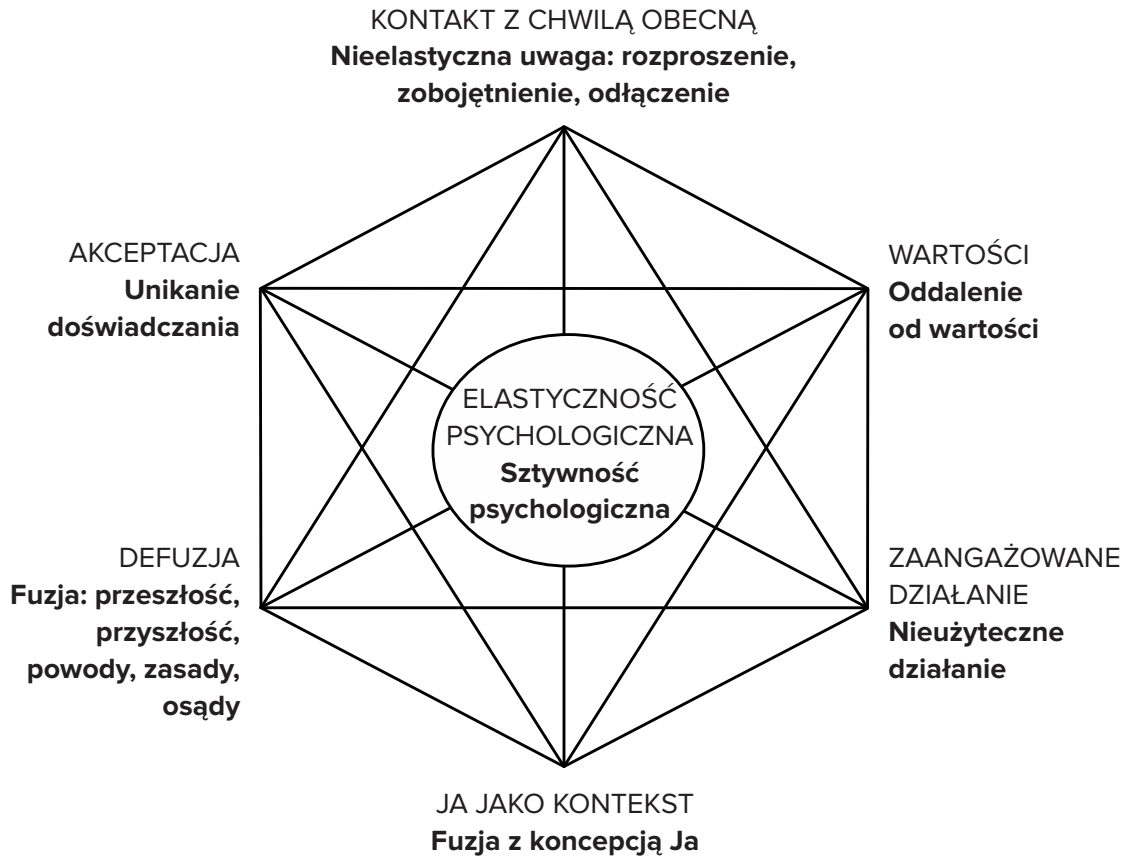 KONTAKT Z CHWILĄ OBECNĄ
Nieelastyczna uwaga: rozproszenie,
zobojętnienie, odłączenie
AKCEPTACJA
Unikanie
doświadczania
WARTOŚCI
Oddalenie
od wartości
ELASTYCZNOŚĆ
PSYCHOLOGICZNA
Sztywność
psychologiczna
DEFUZJA
Fuzja: przeszłość,
przyszłość,
powody, zasady,
osądy
ZAANGAŻOWANE
DZIAŁANIE
Nieużyteczne
działanie
JA JAKO KONTEKST
Fuzja z koncepcją Ja